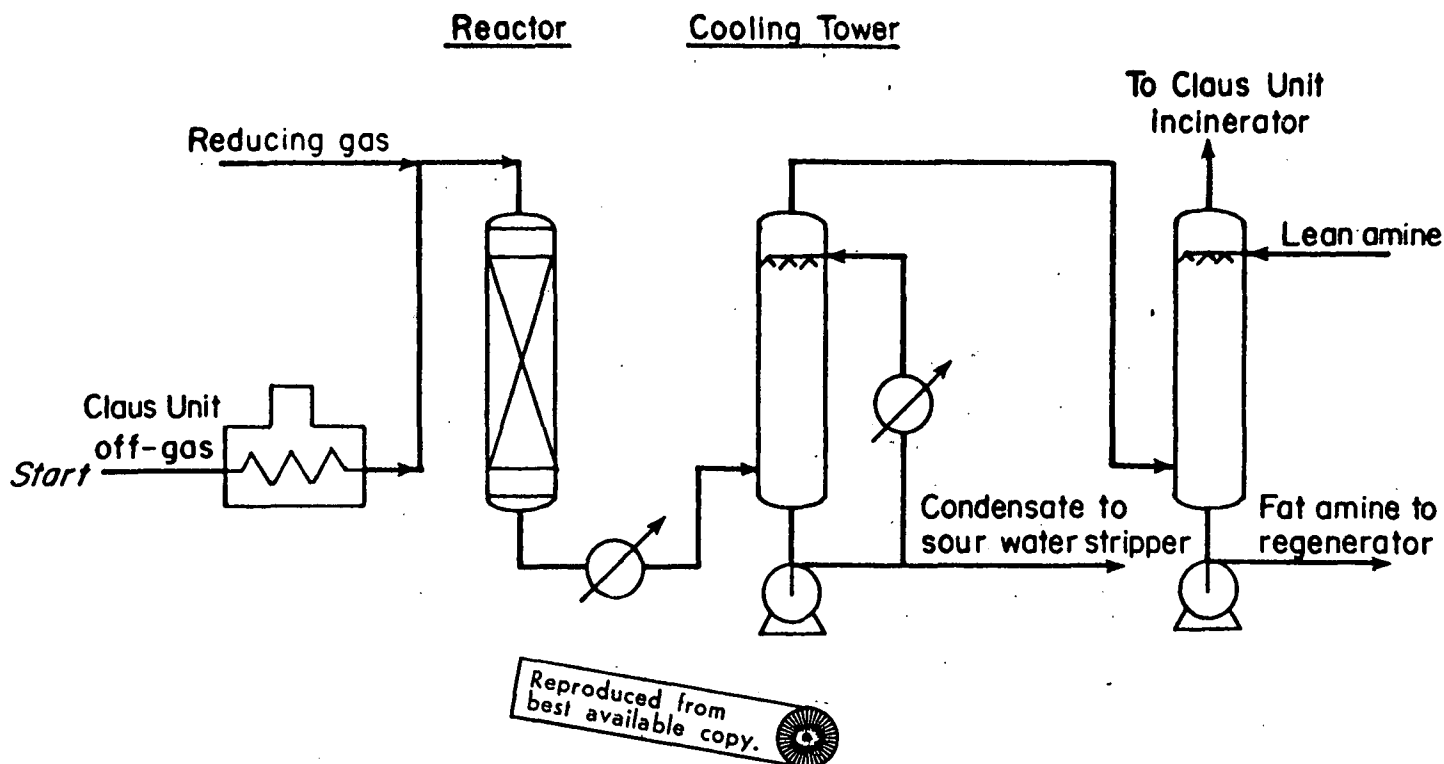 Reactor
Cooling Tower
To Claus Unit
incinerator
Reducing gas
Lean amine
Claus Unit
off-gas
Start
Condensate to
sour water stripper
Fat amine to
regenerator
Reproduced from
best available copy.